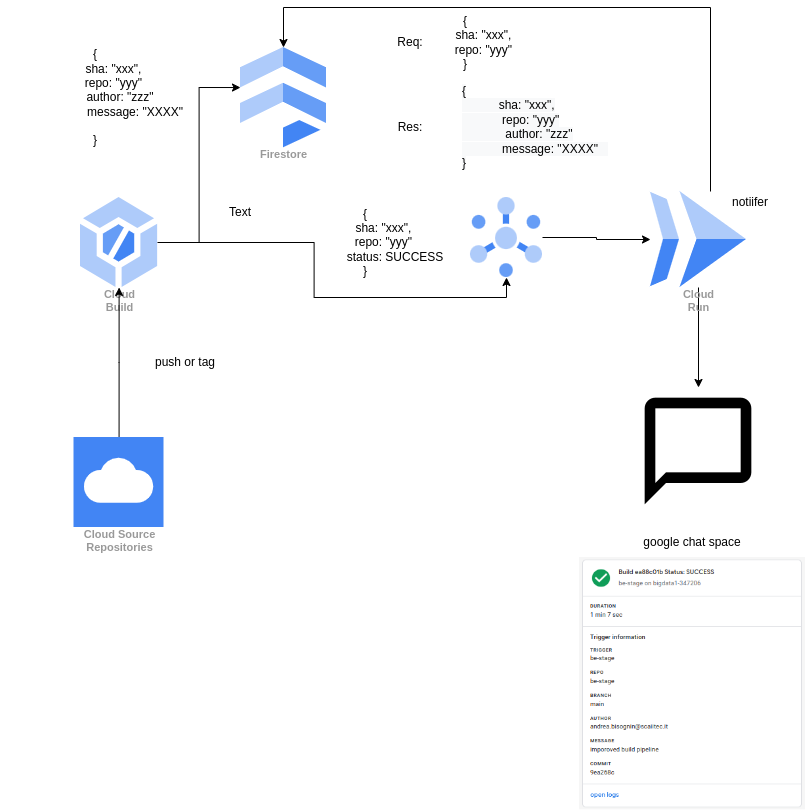 {
sha: "xxx",
repo: "yyy"
author: "zzz"
message: "XXXX"
}
Firestore
Req:
{
sha: "xxx",
repo: "yyy"
}
Res:
{
sha: "xxx",
repo: "yyy"
author: "zzz"
message: "XXXX"
}
Text
{
sha: "xxx",
repo: "yyy"
status: SUCCESS
}
notiifer
Cloud
Build
Cloud
Run
push or tag
Cloud Source
Repositories
google chat space
Build ea88c01b Status: SUCCESS
be-stage on bigdata1-347206
DURATION
1 min 7 sec
Trigger information
TRIGGER
be-stage
REPO
be-stage
BRANCH
main
AUTHOR
andrea.bisognin@scalitec.it
MESSAGE
imporoved build pipeline
COMMIT
9ea268c
open logs